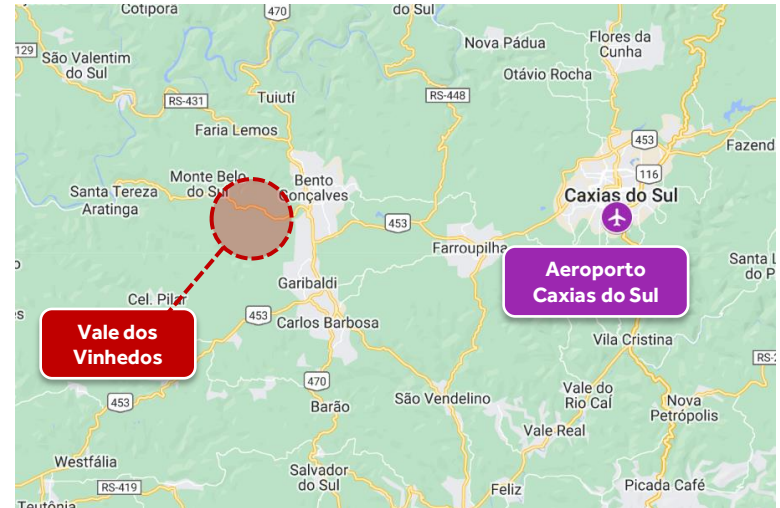 Cotiporã
470
do Sul
Nova Pádua
Flores da
Cunha
129
São Valentim
do Sul
Otávio Rocha
RS-431
Tuiutí
RS-448
Faria Lemos
453
Fazend
Monte Belo
do Sul
Bento
Gonçalves
116
Santa Tereza
Aratinga
Caxias do Sul
453
Farroupilha
Aeroporto
Caxias do Sul
Santa L
do P
Garibaldi
Cel. Pilar
453
Carlos Barbosa
Vale dos
Vinhedos
Vila Cristina
RS-2
470
453
Barão
São Vendelino
Vale do
Rio Caí
Nova
Petrópolis
Vale Real
Westfália
Salvador
do Sul
RS-419
Feliz
Picada Café
Teutônia